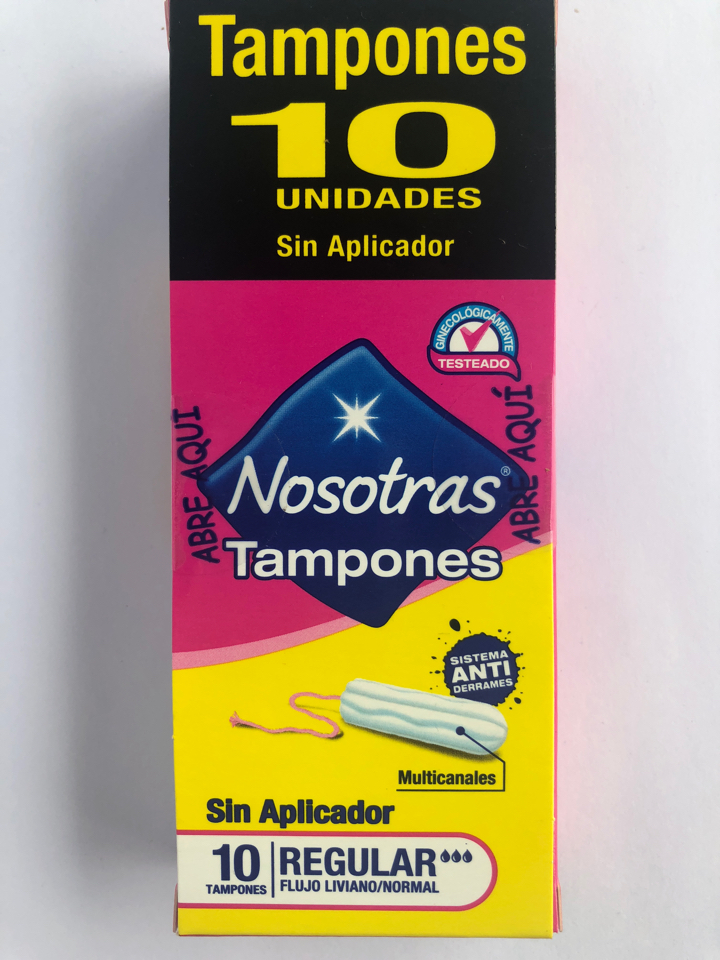 Tampones
10
UNIDADES
Sin Aplicador
GINECOLÓGICAMENTE
TESTEADO
ABRE AQUÍ
ABRE AQUÍ
Nosotras®
Tampones
SISTEMA
ANTI
DERRAMES
Multicanales
Sin Aplicador
10
TAMPONES
REGULAR
FLUJO LIVIANO/NORMAL